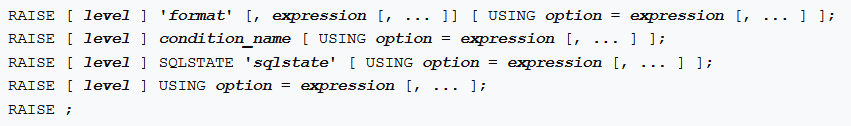 RAISE [ level ] 'format' [, expression [, ... ]] [ USING option = expression [, ... ] ];
RAISE [ level ] condition_name [ USING option = expression [, ... ] ];
RAISE [ level ] SQLSTATE 'sqlstate' [ USING option = expression [, ... ] ];
RAISE [ level ] USING option = expression [, ... ];
RAISE ;